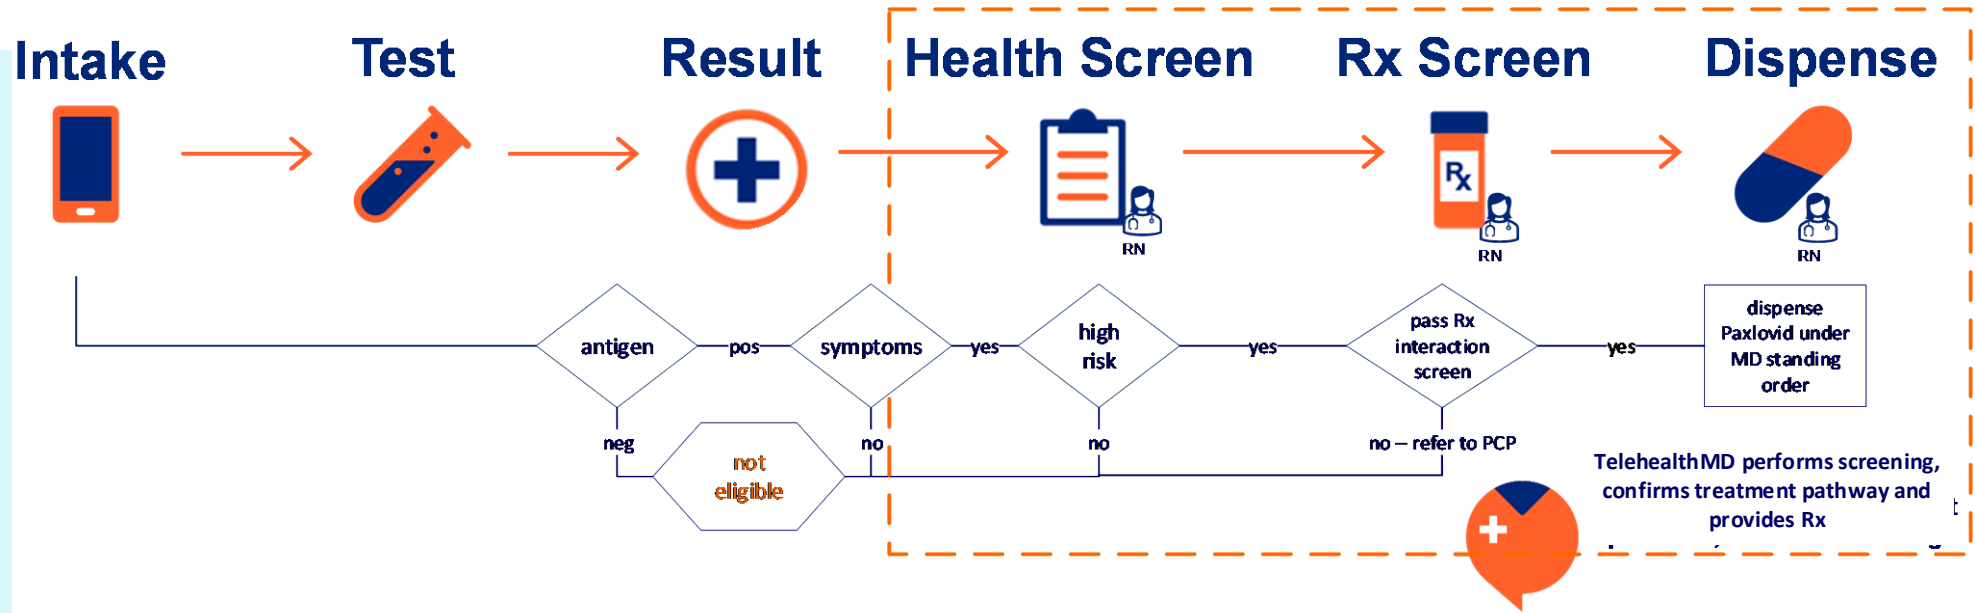 Intake
Test
Result
Health Screen
Rx Screen
Dispense
Rx
RN
RN
RN
antigen
pos
symptoms
yes
high
risk
yes
pass Rx
interaction
screen
yes
dispense
Paxlovid under
MD standing
order
neg
not
eligible
no
no
no – refer to PCP
TelehealthMD performs screening,
confirms treatment pathway and
provides Rx